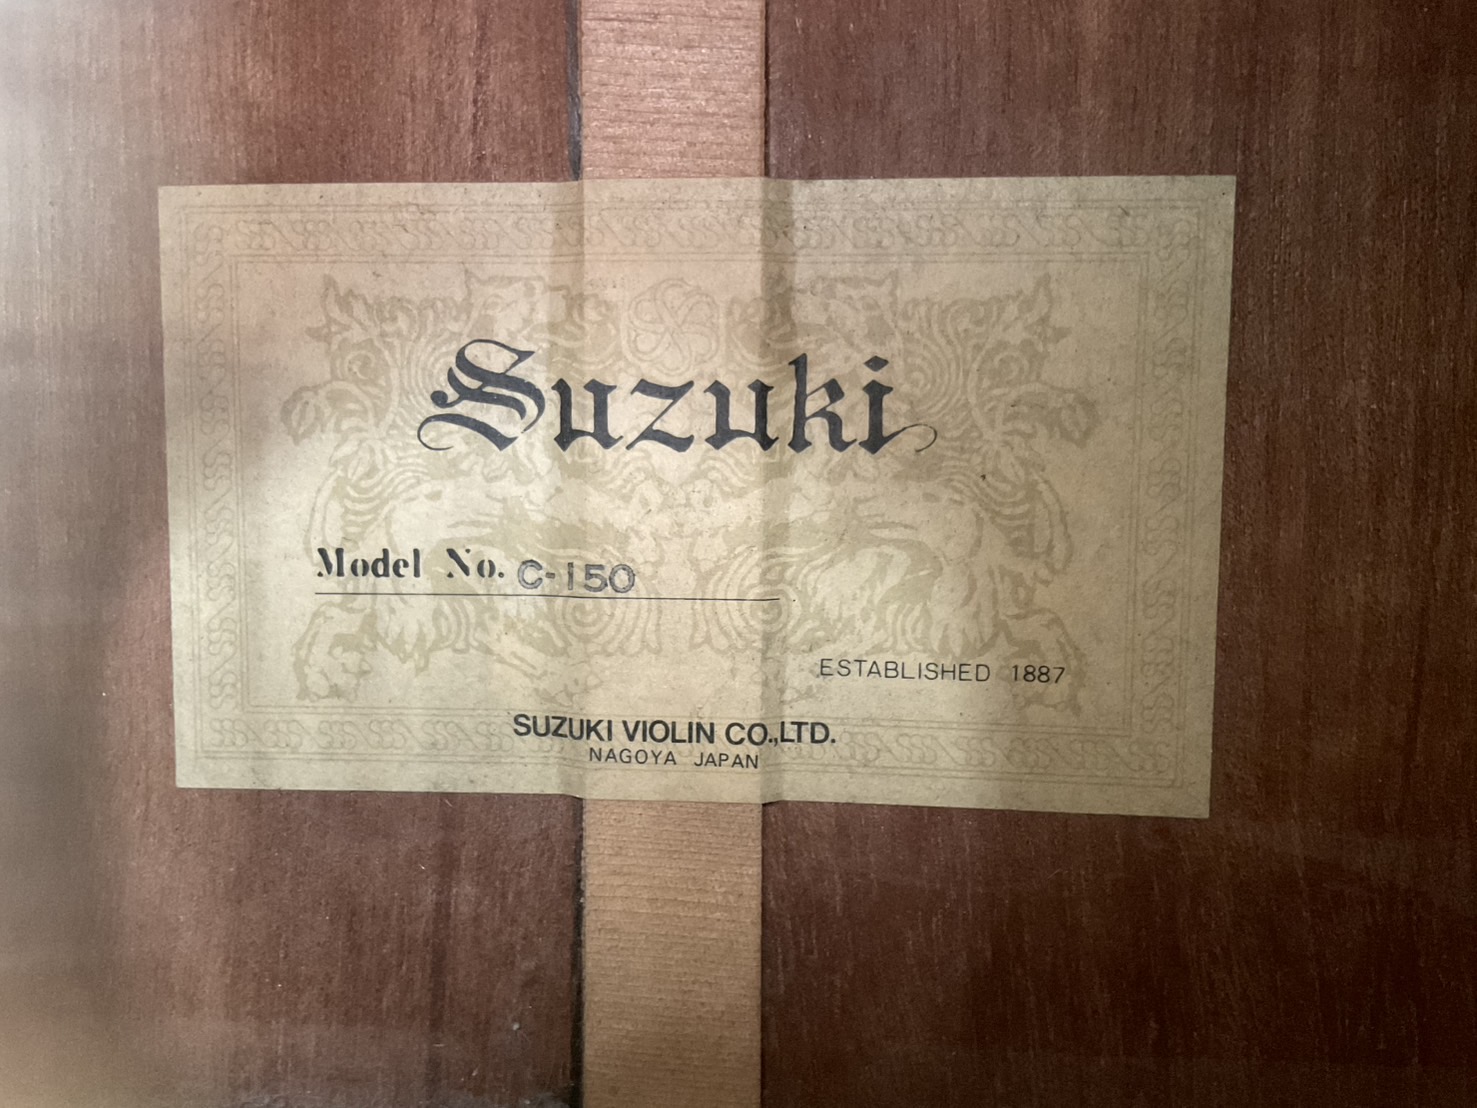 Suzuki
Model No. C-150
ESTABLISHED 1887
SUZUKI VIOLIN CO.,LTD.
NAGOYA JAPAN